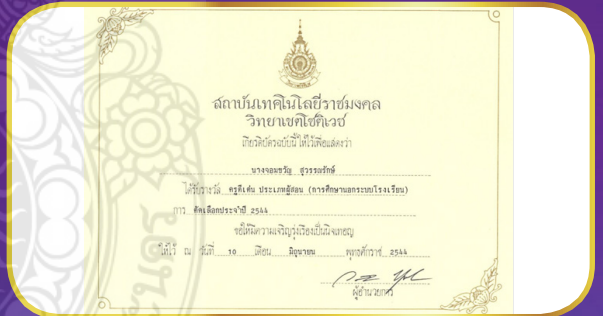 สถาบันเทคโนโลยีราชมงคล
วิทยาเขตโชติเวช
เกียรติบัตรฉบับนี้ให้ไว้เพื่อแสดงว่า
นางจอมขวัญ สุวรรณรักษ์
ได้รับรางวัล ครูดีเด่น ประเภทผู้สอน (การศึกษานอกระบบโรงเรียน)
การ คัดเลือกประจำปี 2544
ขอให้มีความเจริญรุ่งเรืองเป็นนิจเทอญ
ให้ไว้ ณ วันที่ 10 เดือน มิถุนายน พุทธศักราช 2544
ผู้อำนวยการ